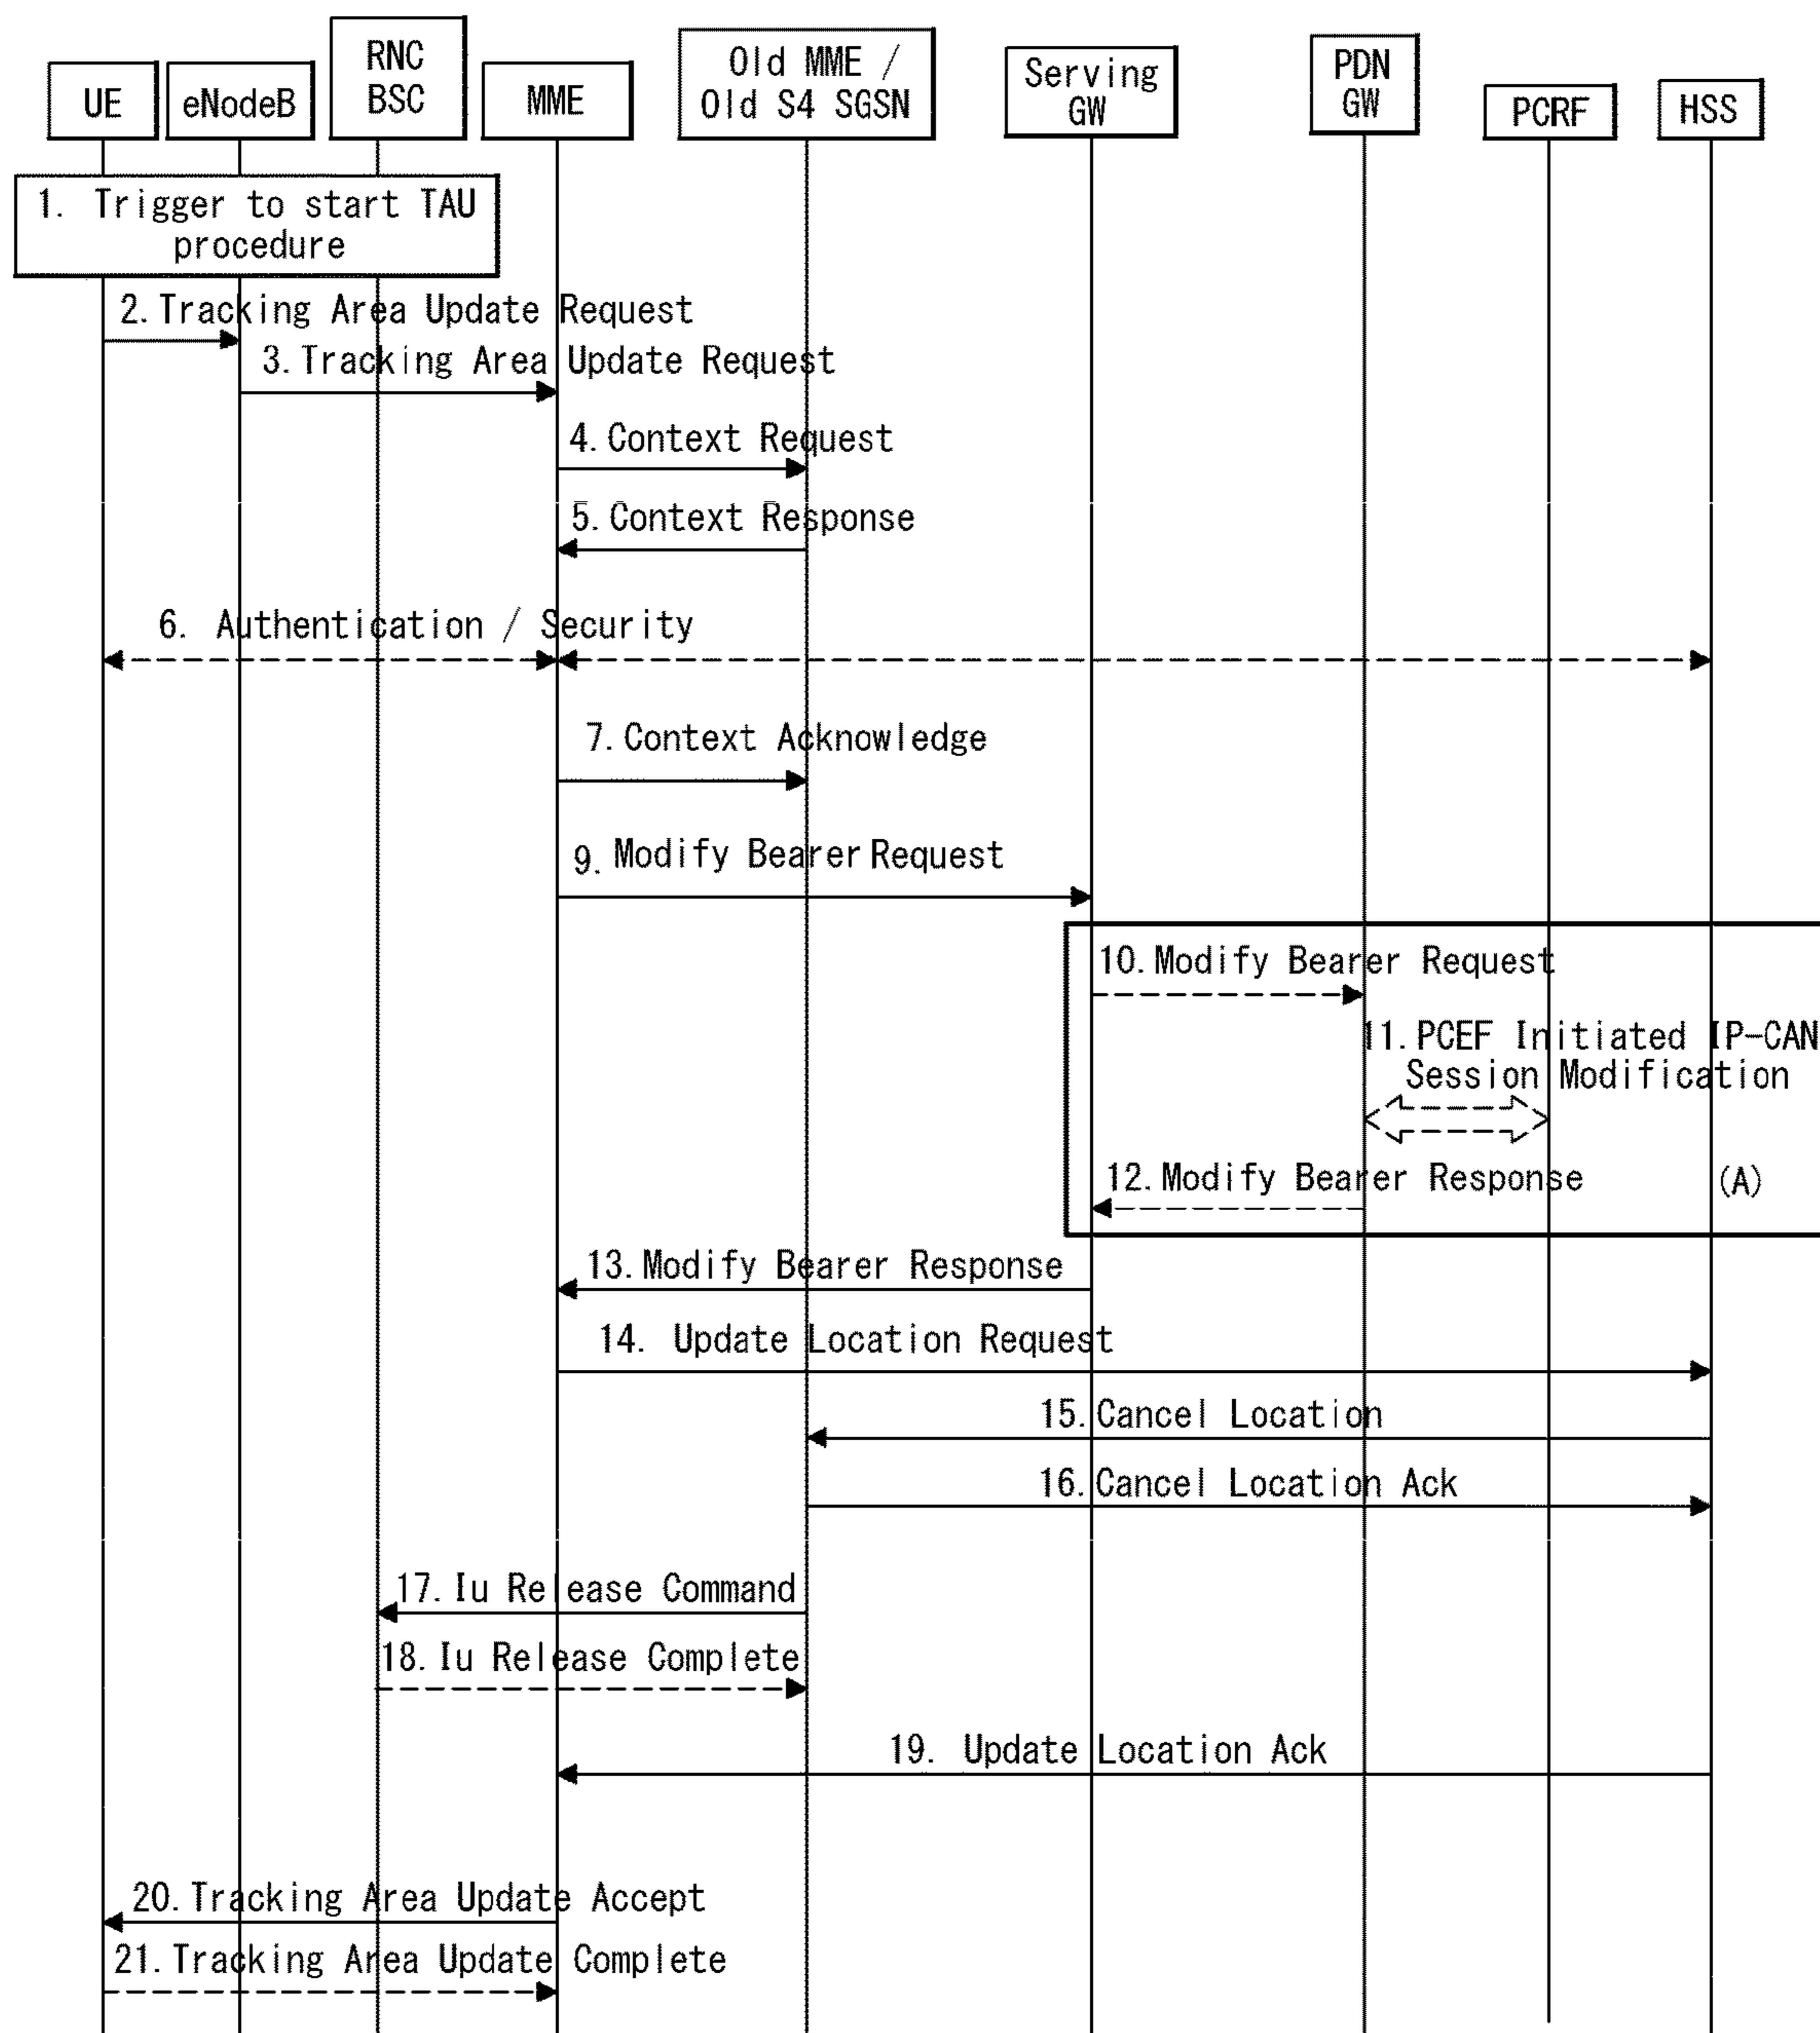 UE
eNodeB
RNC
BSC
MME
Old MME /
Old S4 SGSN
Serving
GW
PDN
GW
PCRF
HSS
1. Trigger to start TAU
procedure
2.Tracking Area Update Request
3.Tracking Area Update Request
4.Context Request
5.Context Response
6. Authentication / Security
7.Context Acknowledge
9. Modify Bearer Request
10.Modify Bearer Request
11.PCEF Initiated IP-CAN
Session Modification
12.Modify Bearer Response (A)
13.Modify Bearer Response
14. Update Location Request
15.Cancel Location
16.Cancel Location Ack
17.Iu Release Command
18.Iu Release Complete
19. Update Location Ack
20.Tracking Area Update Accept
21.Tracking Area Update Complete